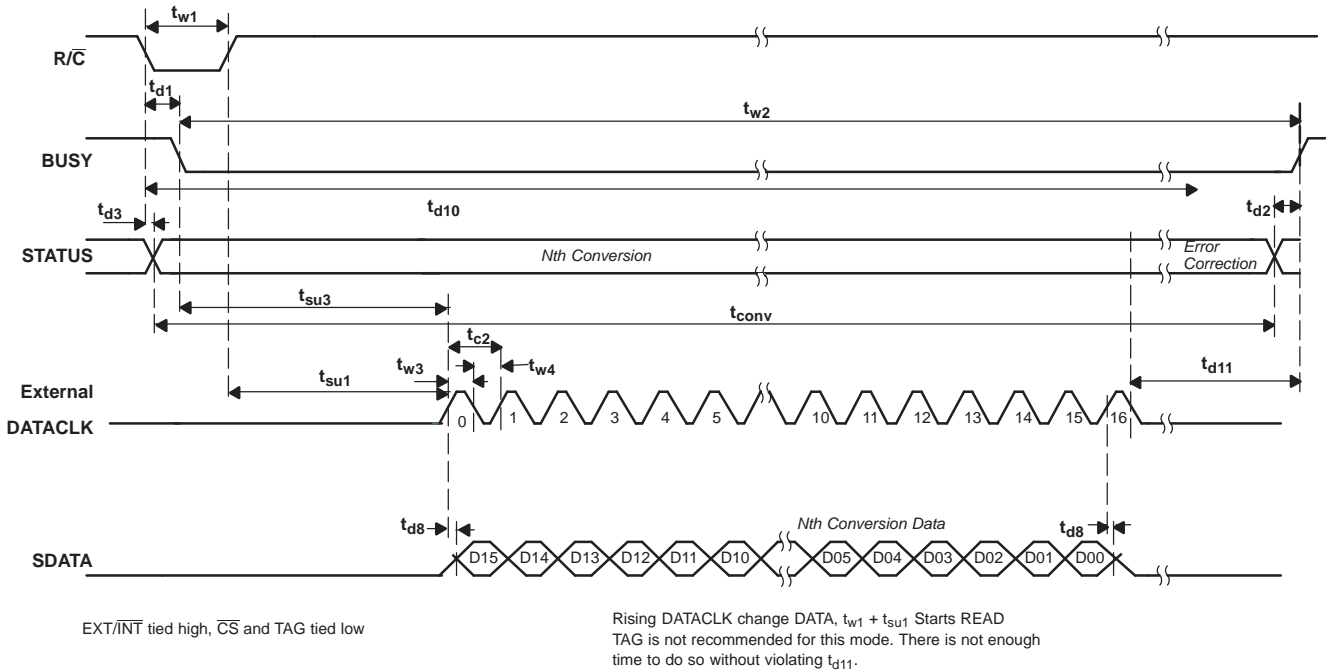 tw1
R/C̅
td1
tw2
BUSY
td3
td10
td2
STATUS
Nth Conversion
Error
Correction
tsu3
tconv
tc2
tw3
tw4
tsu1
td11
External
DATACLK
0 1 2 3 4 5 10 11 12 13 14 15 16
Nth Conversion Data
td8
td8
SDATA
D15 D14 D13 D12 D11 D10 D05 D04 D03 D02 D01 D00
EXT/I̅N̅T̅ tied high, C̅S̅ and TAG tied low
Rising DATACLK change DATA, tw1 + tsu1 Starts READ
TAG is not recommended for this mode. There is not enough
time to do so without violating td11.